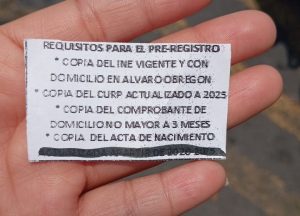 REQUISITOS PARA EL PRE-REGISTRO
* COPIA DEL INE VIGENTE Y CON
DOMICILIO EN ALVARO OBREGON
* COPIA DEL CURP ACTUALIZADO A 2025
* COPIA DEL COMPROBANTE DE
DOMICILIO NO MAYOR A 3 MESES
* COPIA DEL ACTA DE NACIMIENTO